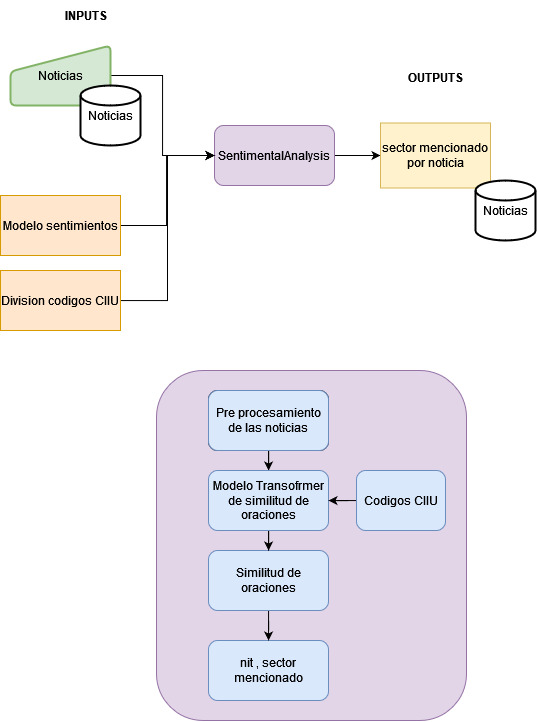 INPUTS
Noticias
Noticias
OUTPUTS
SentimentalAnalysis
sector mencionado
por noticia
Noticias
Modelo sentimientos
Division codigos CIIU
Pre procesamiento
de las noticias
Modelo Transofrmer
de similitud de
oraciones
Codigos CIIU
Similitud de
oraciones
nit , sector
mencionado